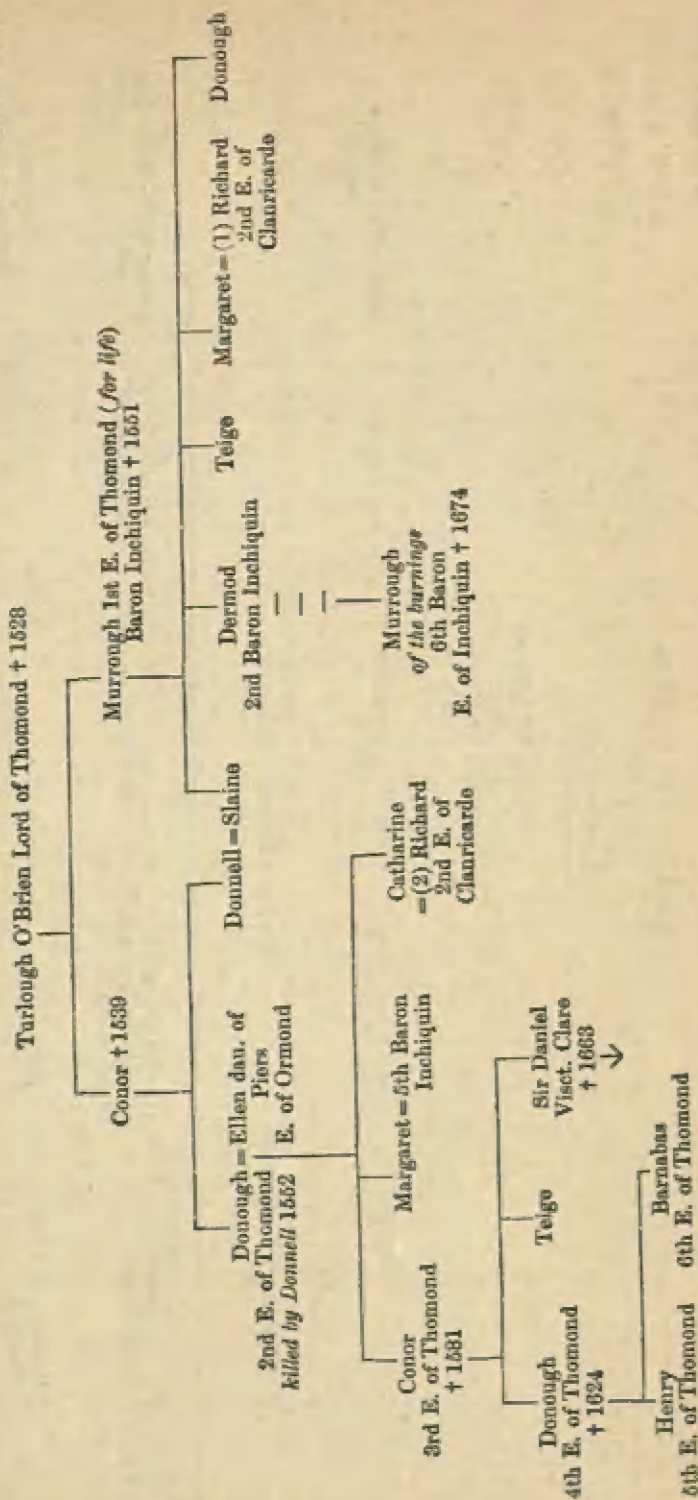 Turlough O'Brien Lord of Thomond † 1528
Conor † 1539
Murrough 1st E. of Thomond (for life)
Baron Inchiquin † 1551
Donough = Ellen dau. of
Piers
E. of Ormond
2nd E. of Thomond
killed by Donnell 1552
Donnell = Slaine
Dermod
2nd Baron Inchiquin
Teige
Margaret = (1) Richard
2nd E. of
Clanricarde
Donough
Conor
3rd E. of Thomond
† 1581
Margaret = 5th Baron
Inchiquin
Catharine
= (2) Richard
2nd E. of
Clanricarde
Murrough
of the burnings
6th Baron
E. of Inchiquin † 1674
Donough
4th E. of Thomond
† 1624
Teige
Sir Daniel
Visct. Clare
† 1663
Henry
5th E. of Thomond
Barnabas
6th E. of Thomond